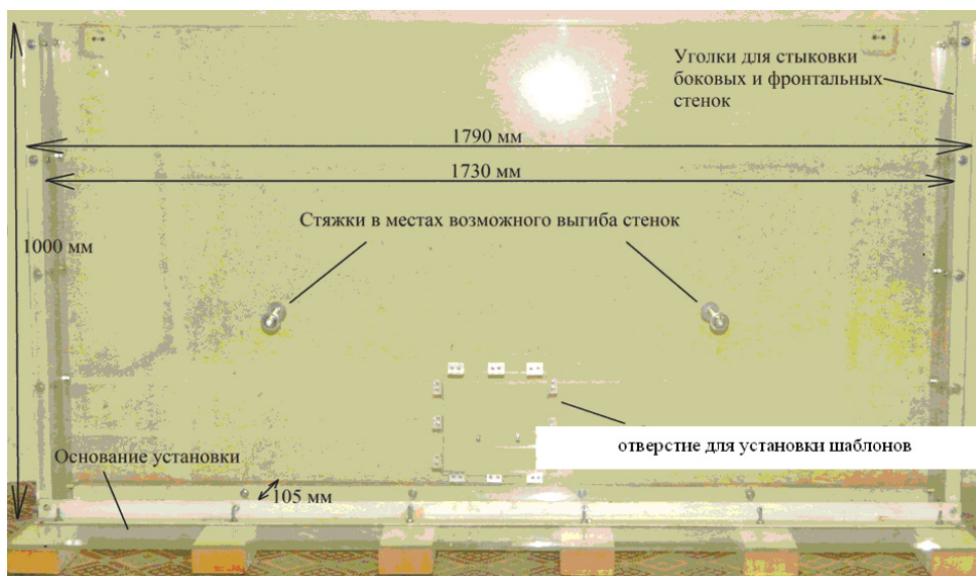 Уголки для стыковки
боковых и фронтальных
стенок
1790 мм
1730 мм
Стяжки в местах возможного выгиба стенок
1000 мм
отверстие для установки шаблонов
Основание установки
105 мм